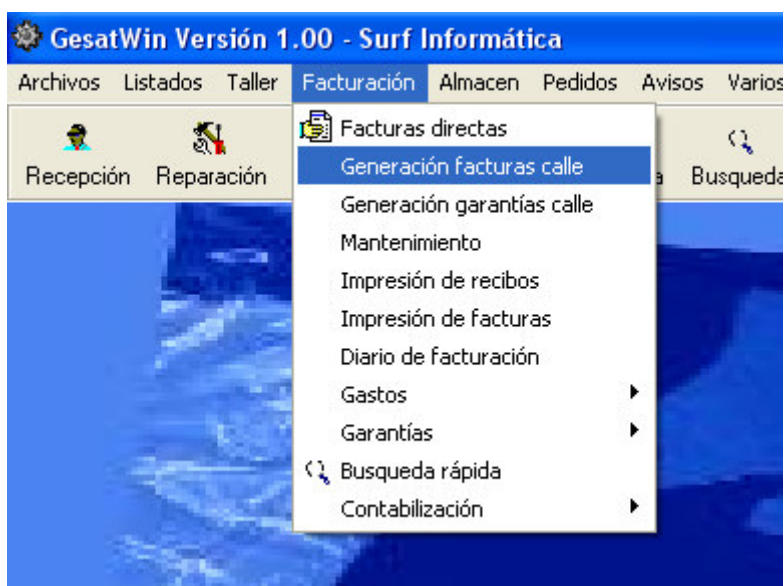 GesatWin Versión 1.00 - Surf Informática
Archivos Listados Taller Facturación Almacen Pedidos Avisos Varios
Recepción Reparación Busqueda
Facturas directas
Generación facturas calle
Generación garantías calle
Mantenimiento
Impresión de recibos
Impresión de facturas
Diario de facturación
Gastos
Garantías
Busqueda rápida
Contabilización